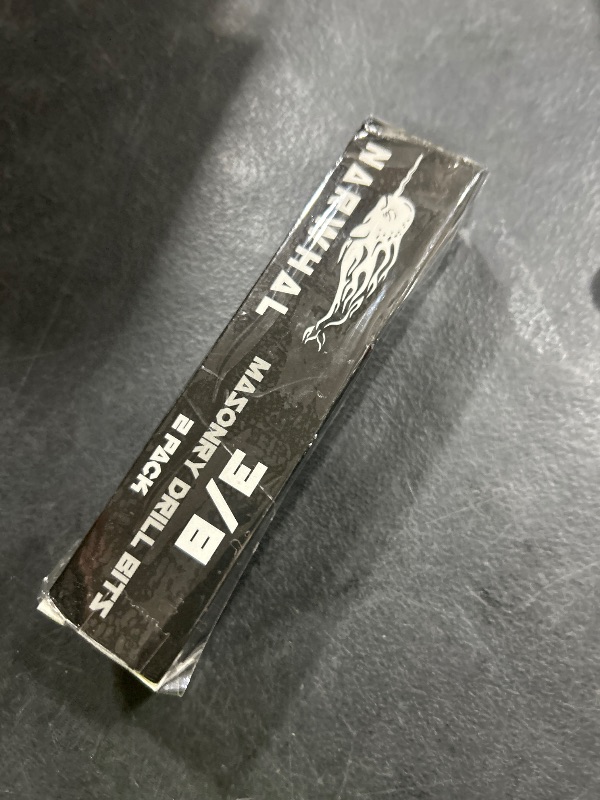 NARWHAL
3/8
MASONRY DRILL BITS
2 PACK